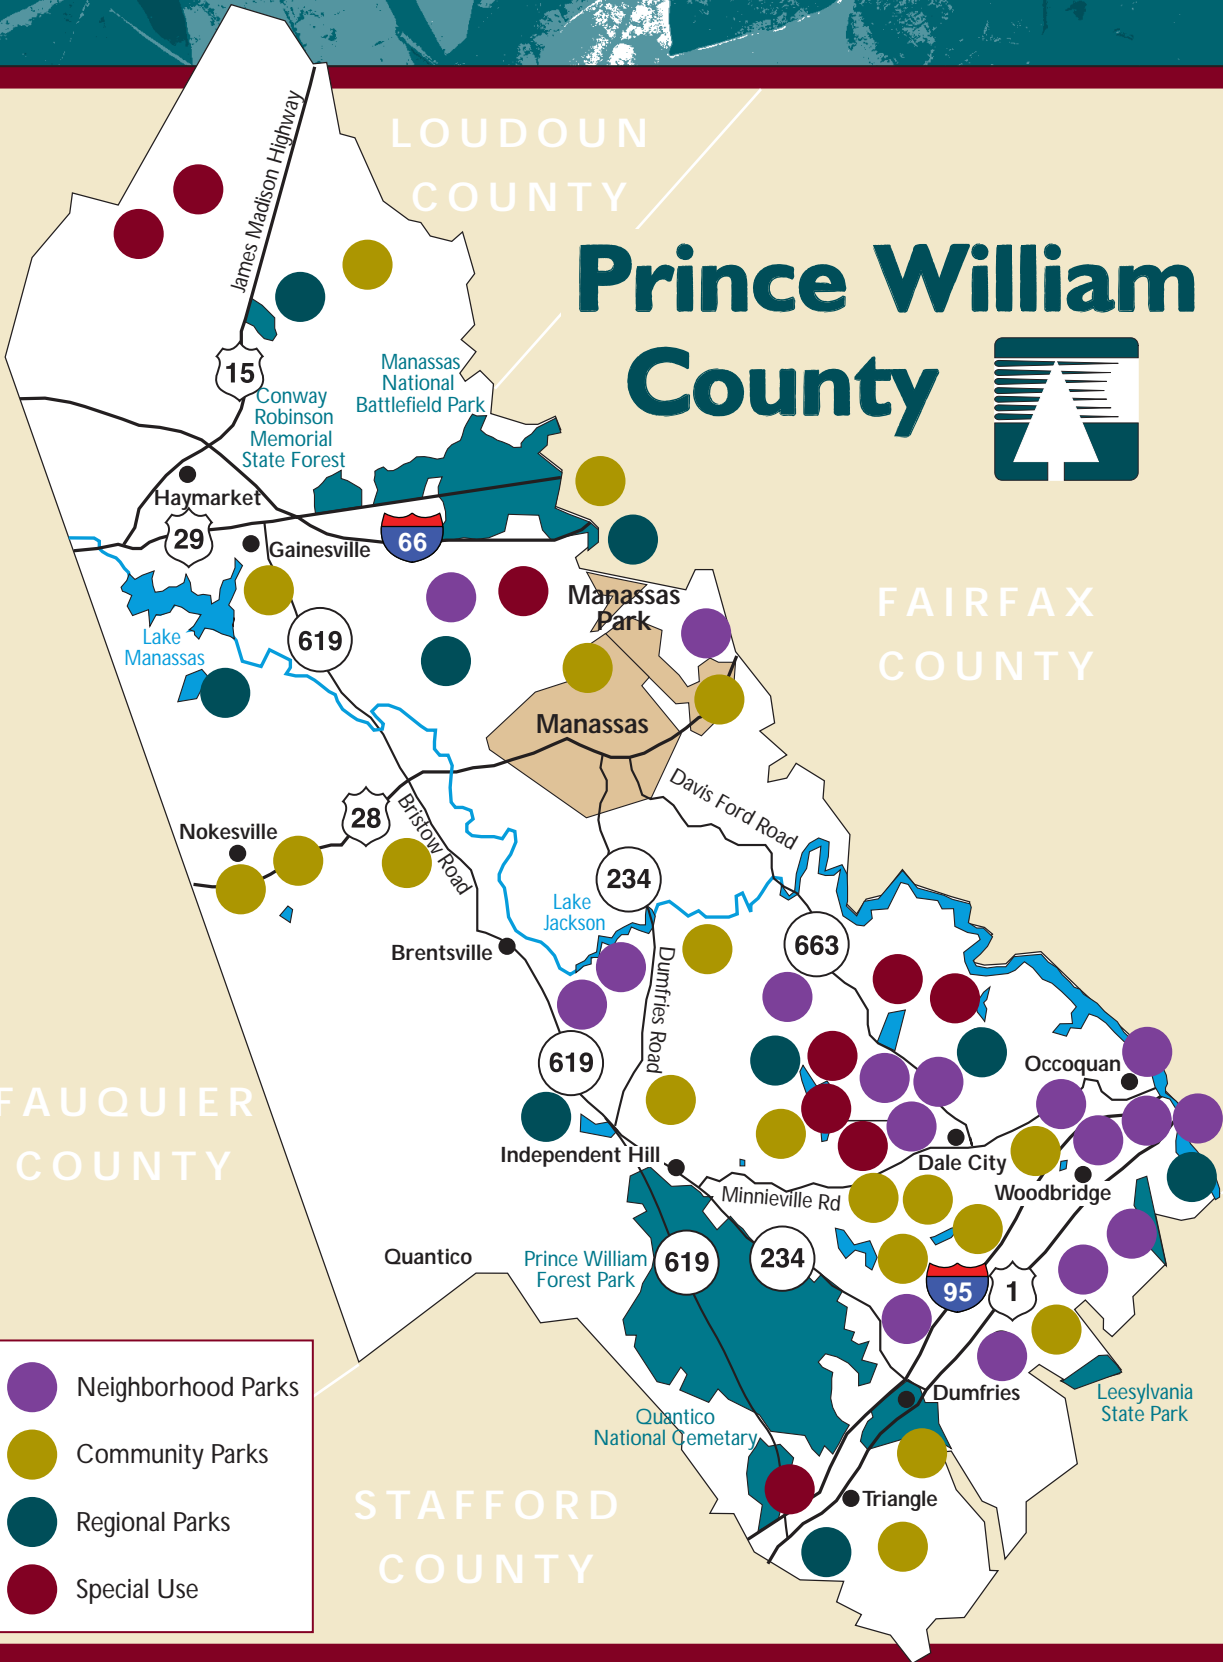 LOUDOUN
COUNTY
Prince William
County
James Madison Highway
15
Manassas
National
Battlefield Park
Conway
Robinson
Memorial
State Forest
Haymarket
29
Gainesville
66
Manassas
Park
FAIRFAX
COUNTY
619
Lake
Manassas
Manassas
Davis Ford Road
28
Bristow Road
Nokesville
234
Lake
Jackson
663
Brentsville
Dumfries Road
619
Occoquan
FAUQUIER
COUNTY
Independent Hill
Dale City
Minnieville Rd
Woodbridge
Quantico
Prince William
Forest Park
619
234
95
1
Dumfries
Leesylvania
State Park
Quantico
National Cemetary
Triangle
STAFFORD
COUNTY
Neighborhood Parks
Community Parks
Regional Parks
Special Use